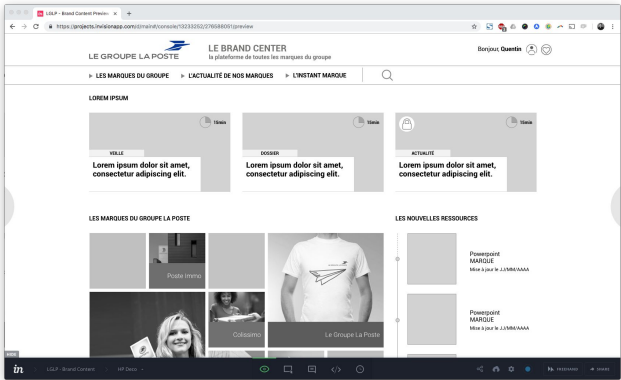 LGLP – Brand Content Preview
https://projects.invisionapp.com/d/main#/console/13233252/276588051/preview
LE GROUPE LA POSTE
LE BRAND CENTER
la plateforme de toutes les marques du groupe
Bonjour, Quentin
LES MARQUES DU GROUPE
L'ACTUALITÉ DE NOS MARQUES
L'INSTANT MARQUE
LOREM IPSUM
15min
15min
15min
VEILLE
DOSSIER
ACTUALITÉ
Lorem ipsum dolor sit amet,
consectetur adipiscing elit.
Lorem ipsum dolor sit amet,
consectetur adipiscing elit.
Lorem ipsum dolor sit amet,
consectetur adipiscing elit.
LES MARQUES DU GROUPE LA POSTE
LES NOUVELLES RESSOURCES
Poste Immo
Colissimo
Le Groupe La Poste
Powerpoint
MARQUE
Mise à jour le JJ/MM/AAAA
Powerpoint
MARQUE
Mise à jour le JJ/MM/AAAA
in
LGLP - Brand Content
HP Deco
FREEHAND
SHARE